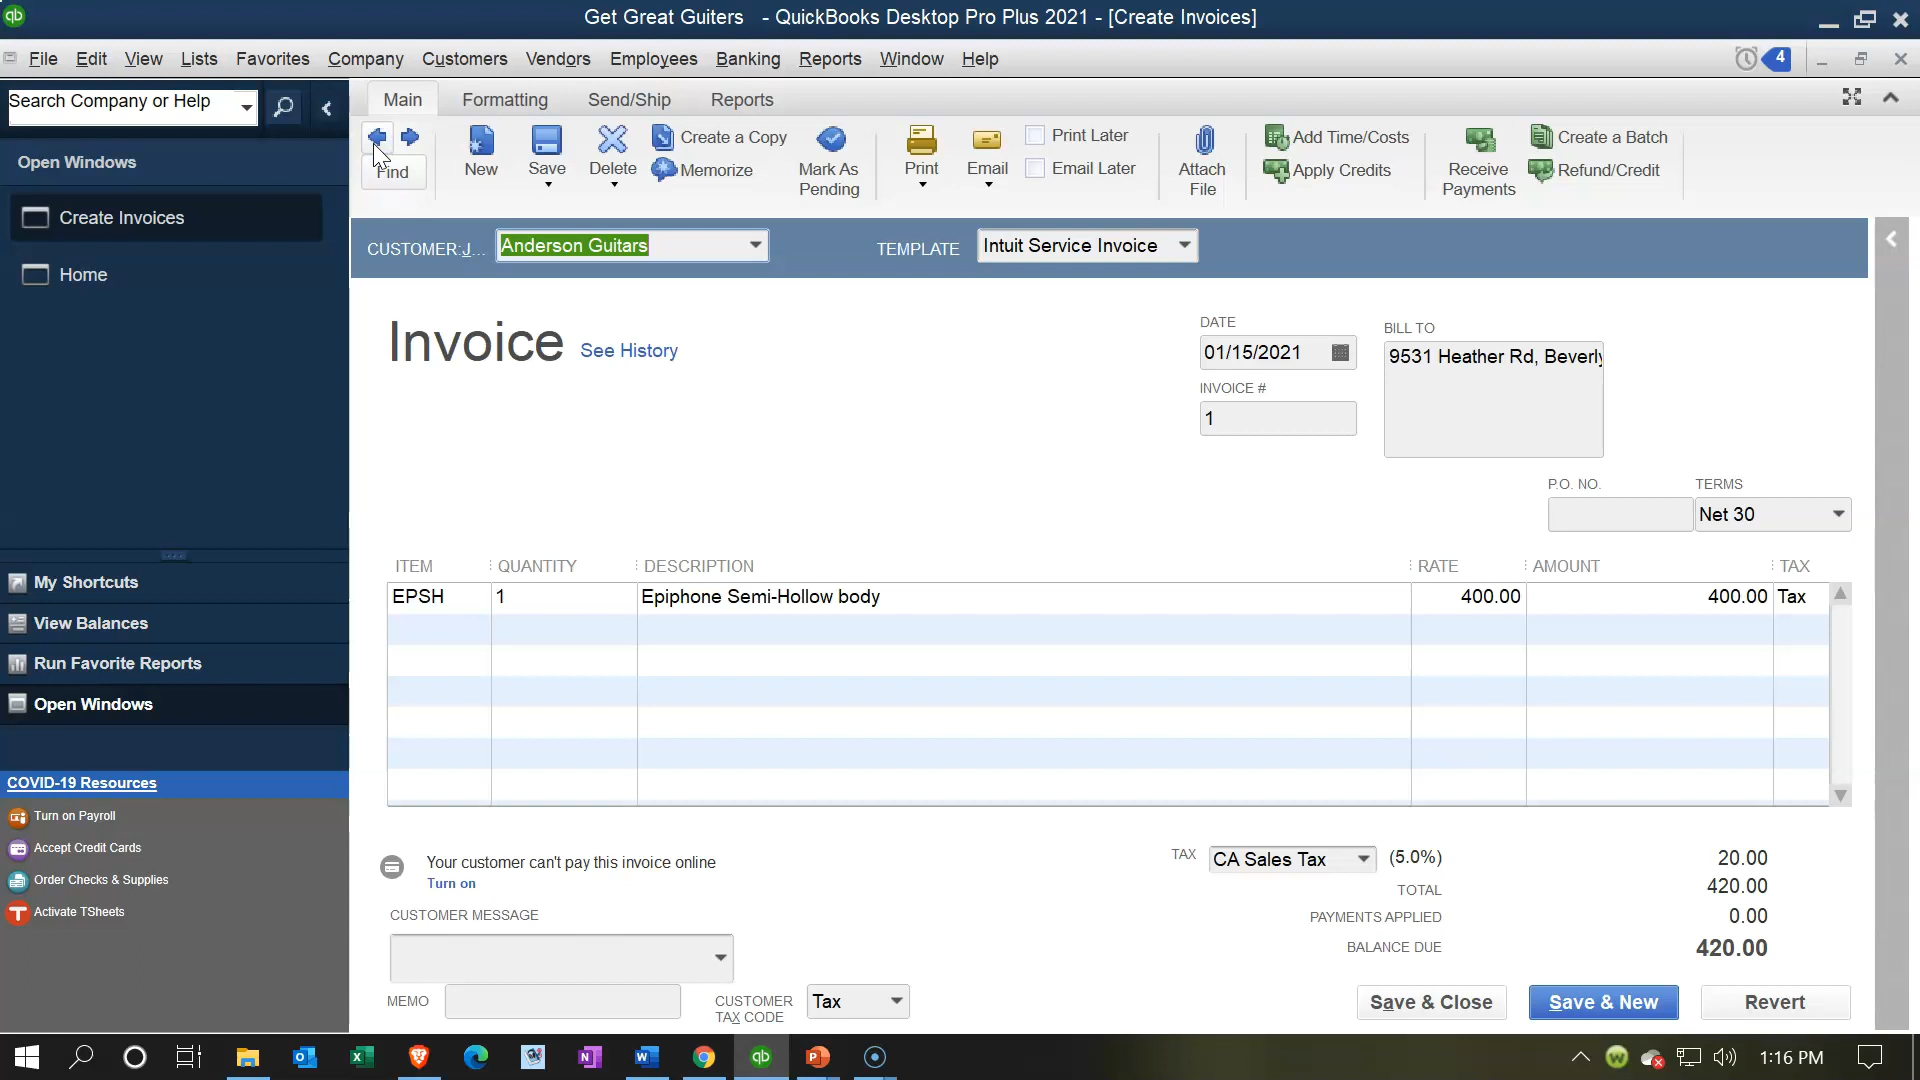 qb
Get Great Guiters - QuickBooks Desktop Pro Plus 2021 - [Create Invoices]
File Edit View Lists Favorites Company Customers Vendors Employees Banking Reports Window Help
4
Search Company or Help
Main Formatting Send/Ship Reports
Find
New
Save
Delete
Create a Copy
Memorize
Mark As
Pending
Print
Email
Print Later
Email Later
Attach
File
Add Time/Costs
Apply Credits
Receive
Payments
Create a Batch
Refund/Credit
Open Windows
Create Invoices
Home
My Shortcuts
View Balances
Run Favorite Reports
Open Windows
COVID-19 Resources
Turn on Payroll
Accept Credit Cards
Order Checks & Supplies
Activate TSheets
CUSTOMER:J... Anderson Guitars TEMPLATE Intuit Service Invoice
Invoice See History
DATE
01/15/2021
INVOICE #
1
BILL TO
9531 Heather Rd, Beverly
P.O. NO. TERMS
Net 30
ITEM QUANTITY DESCRIPTION RATE AMOUNT TAX
EPSH 1 Epiphone Semi-Hollow body 400.00 400.00 Tax
Your customer can't pay this invoice online
Turn on
TAX CA Sales Tax (5.0%) 20.00
TOTAL 420.00
PAYMENTS APPLIED 0.00
BALANCE DUE 420.00
CUSTOMER MESSAGE
MEMO
CUSTOMER
TAX CODE
Tax
Save & Close Save & New Revert
1:16 PM